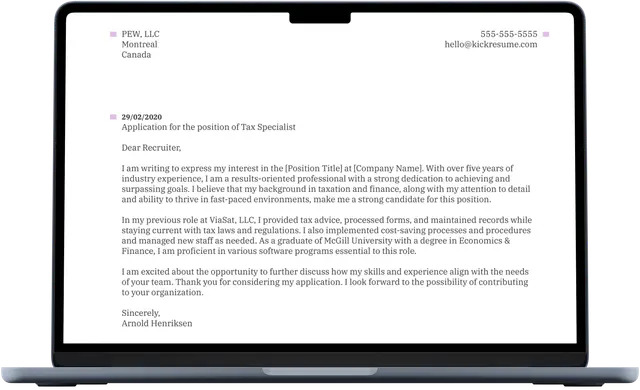 PEW, LLC
Montreal
Canada
555-555-5555
hello@kickresume.com
29/02/2020
Application for the position of Tax Specialist
Dear Recruiter,
I am writing to express my interest in the [Position Title] at [Company Name]. With over five years of
industry experience, I am a results-oriented professional with a strong dedication to achieving and
surpassing goals. I believe that my background in taxation and finance, along with my attention to detail
and ability to thrive in fast-paced environments, make me a strong candidate for this position.
In my previous role at ViaSat, LLC, I provided tax advice, processed forms, and maintained records while
staying current with tax laws and regulations. I also implemented cost-saving processes and procedures
and managed new staff as needed. As a graduate of McGill University with a degree in Economics &
Finance, I am proficient in various software programs essential to this role.
I am excited about the opportunity to further discuss how my skills and experience align with the needs
of your team. Thank you for considering my application. I look forward to the possibility of contributing
to your organization.
Sincerely,
Arnold Henriksen